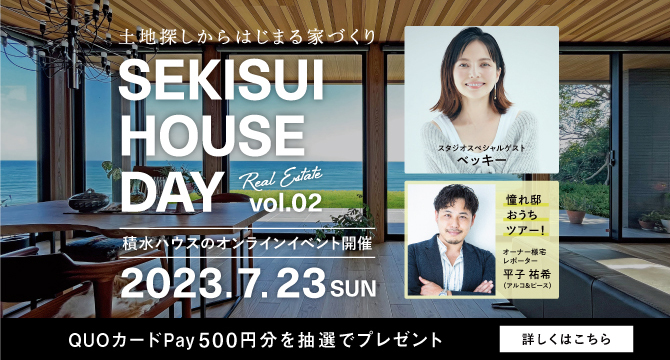 土地探しからはじまる家づくり
SEKISUI
HOUSE
DAY
Real Estate
vol.02
積水ハウスのオンラインイベント開催
2023.7.23 SUN
スタジオスペシャルゲスト
ベッキー
憧れ邸
おうち
ツアー!
オーナー様宅
レポーター
平子 祐希
(アルコ&ピース)
QUOカードPay 500円分を抽選でプレゼント
詳しくはこちら